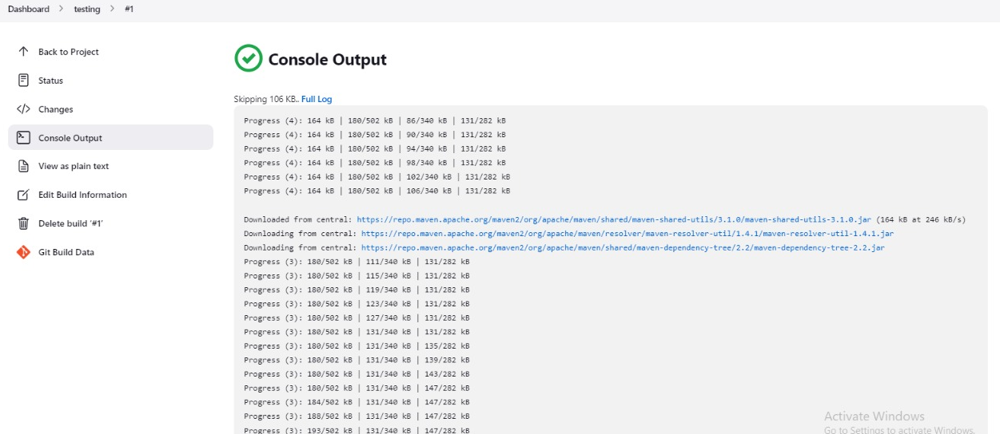 Dashboard > testing > #1
Back to Project
Status
Changes
Console Output
View as plain text
Edit Build Information
Delete build ‘#1’
Git Build Data
Console Output
Skipping 106 KB.. Full Log
Progress (4): 164 kB | 180/502 kB | 86/340 kB | 131/282 kB
Progress (4): 164 kB | 180/502 kB | 90/340 kB | 131/282 kB
Progress (4): 164 kB | 180/502 kB | 94/340 kB | 131/282 kB
Progress (4): 164 kB | 180/502 kB | 98/340 kB | 131/282 kB
Progress (4): 164 kB | 180/502 kB | 102/340 kB | 131/282 kB
Progress (4): 164 kB | 180/502 kB | 106/340 kB | 131/282 kB
Downloaded from central: https://repo.maven.apache.org/maven2/org/apache/maven/shared/maven-shared-utils/3.1.0/maven-shared-utils-3.1.0.jar (164 kB at 246 kB/s)
Downloading from central: https://repo.maven.apache.org/maven2/org/apache/maven/resolver/maven-resolver-util/1.4.1/maven-resolver-util-1.4.1.jar
Downloading from central: https://repo.maven.apache.org/maven2/org/apache/maven/shared/maven-dependency-tree/2.2/maven-dependency-tree-2.2.jar
Progress (3): 180/502 kB | 111/340 kB | 131/282 kB
Progress (3): 180/502 kB | 115/340 kB | 131/282 kB
Progress (3): 180/502 kB | 119/340 kB | 131/282 kB
Progress (3): 180/502 kB | 123/340 kB | 131/282 kB
Progress (3): 180/502 kB | 127/340 kB | 131/282 kB
Progress (3): 180/502 kB | 131/340 kB | 131/282 kB
Progress (3): 180/502 kB | 131/340 kB | 135/282 kB
Progress (3): 180/502 kB | 131/340 kB | 139/282 kB
Progress (3): 180/502 kB | 131/340 kB | 143/282 kB
Progress (3): 180/502 kB | 131/340 kB | 147/282 kB
Progress (3): 184/502 kB | 131/340 kB | 147/282 kB
Progress (3): 188/502 kB | 131/340 kB | 147/282 kB
Progress (3): 193/502 kB | 131/340 kB | 147/282 kB
Activate Windows
Go to Settings to activate Windows.